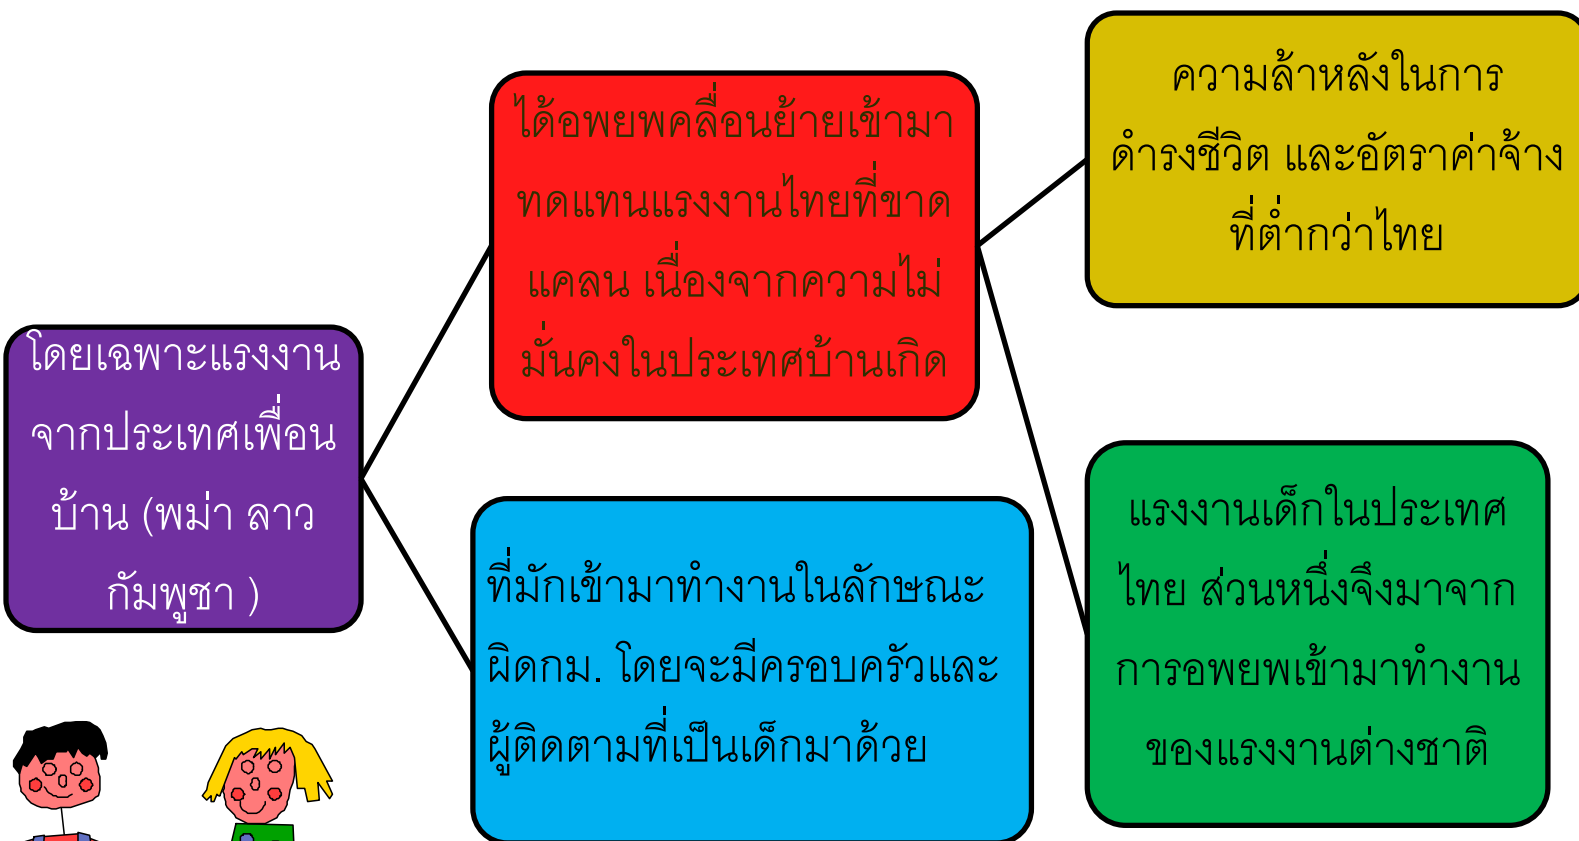 โดยเฉพาะแรงงาน
จากประเทศเพื่อน
บ้าน (พม่า ลาว
กัมพูชา )
ได้อพยพคลื่อนย้ายเข้ามา
ทดแทนแรงงานไทยที่ขาด
แคลน เนื่องจากความไม่
มั่นคงในประเทศบ้านเกิด
ที่มักเข้ามาทำงานในลักษณะ
ผิดกม. โดยจะมีครอบครัวและ
ผู้ติดตามที่เป็นเด็กมาด้วย
ความล้าหลังในการ
ดำรงชีวิต และอัตราค่าจ้าง
ที่ต่ำกว่าไทย
แรงงานเด็กในประเทศ
ไทย ส่วนหนึ่งจึงมาจาก
การอพยพเข้ามาทำงาน
ของแรงงานต่างชาติ